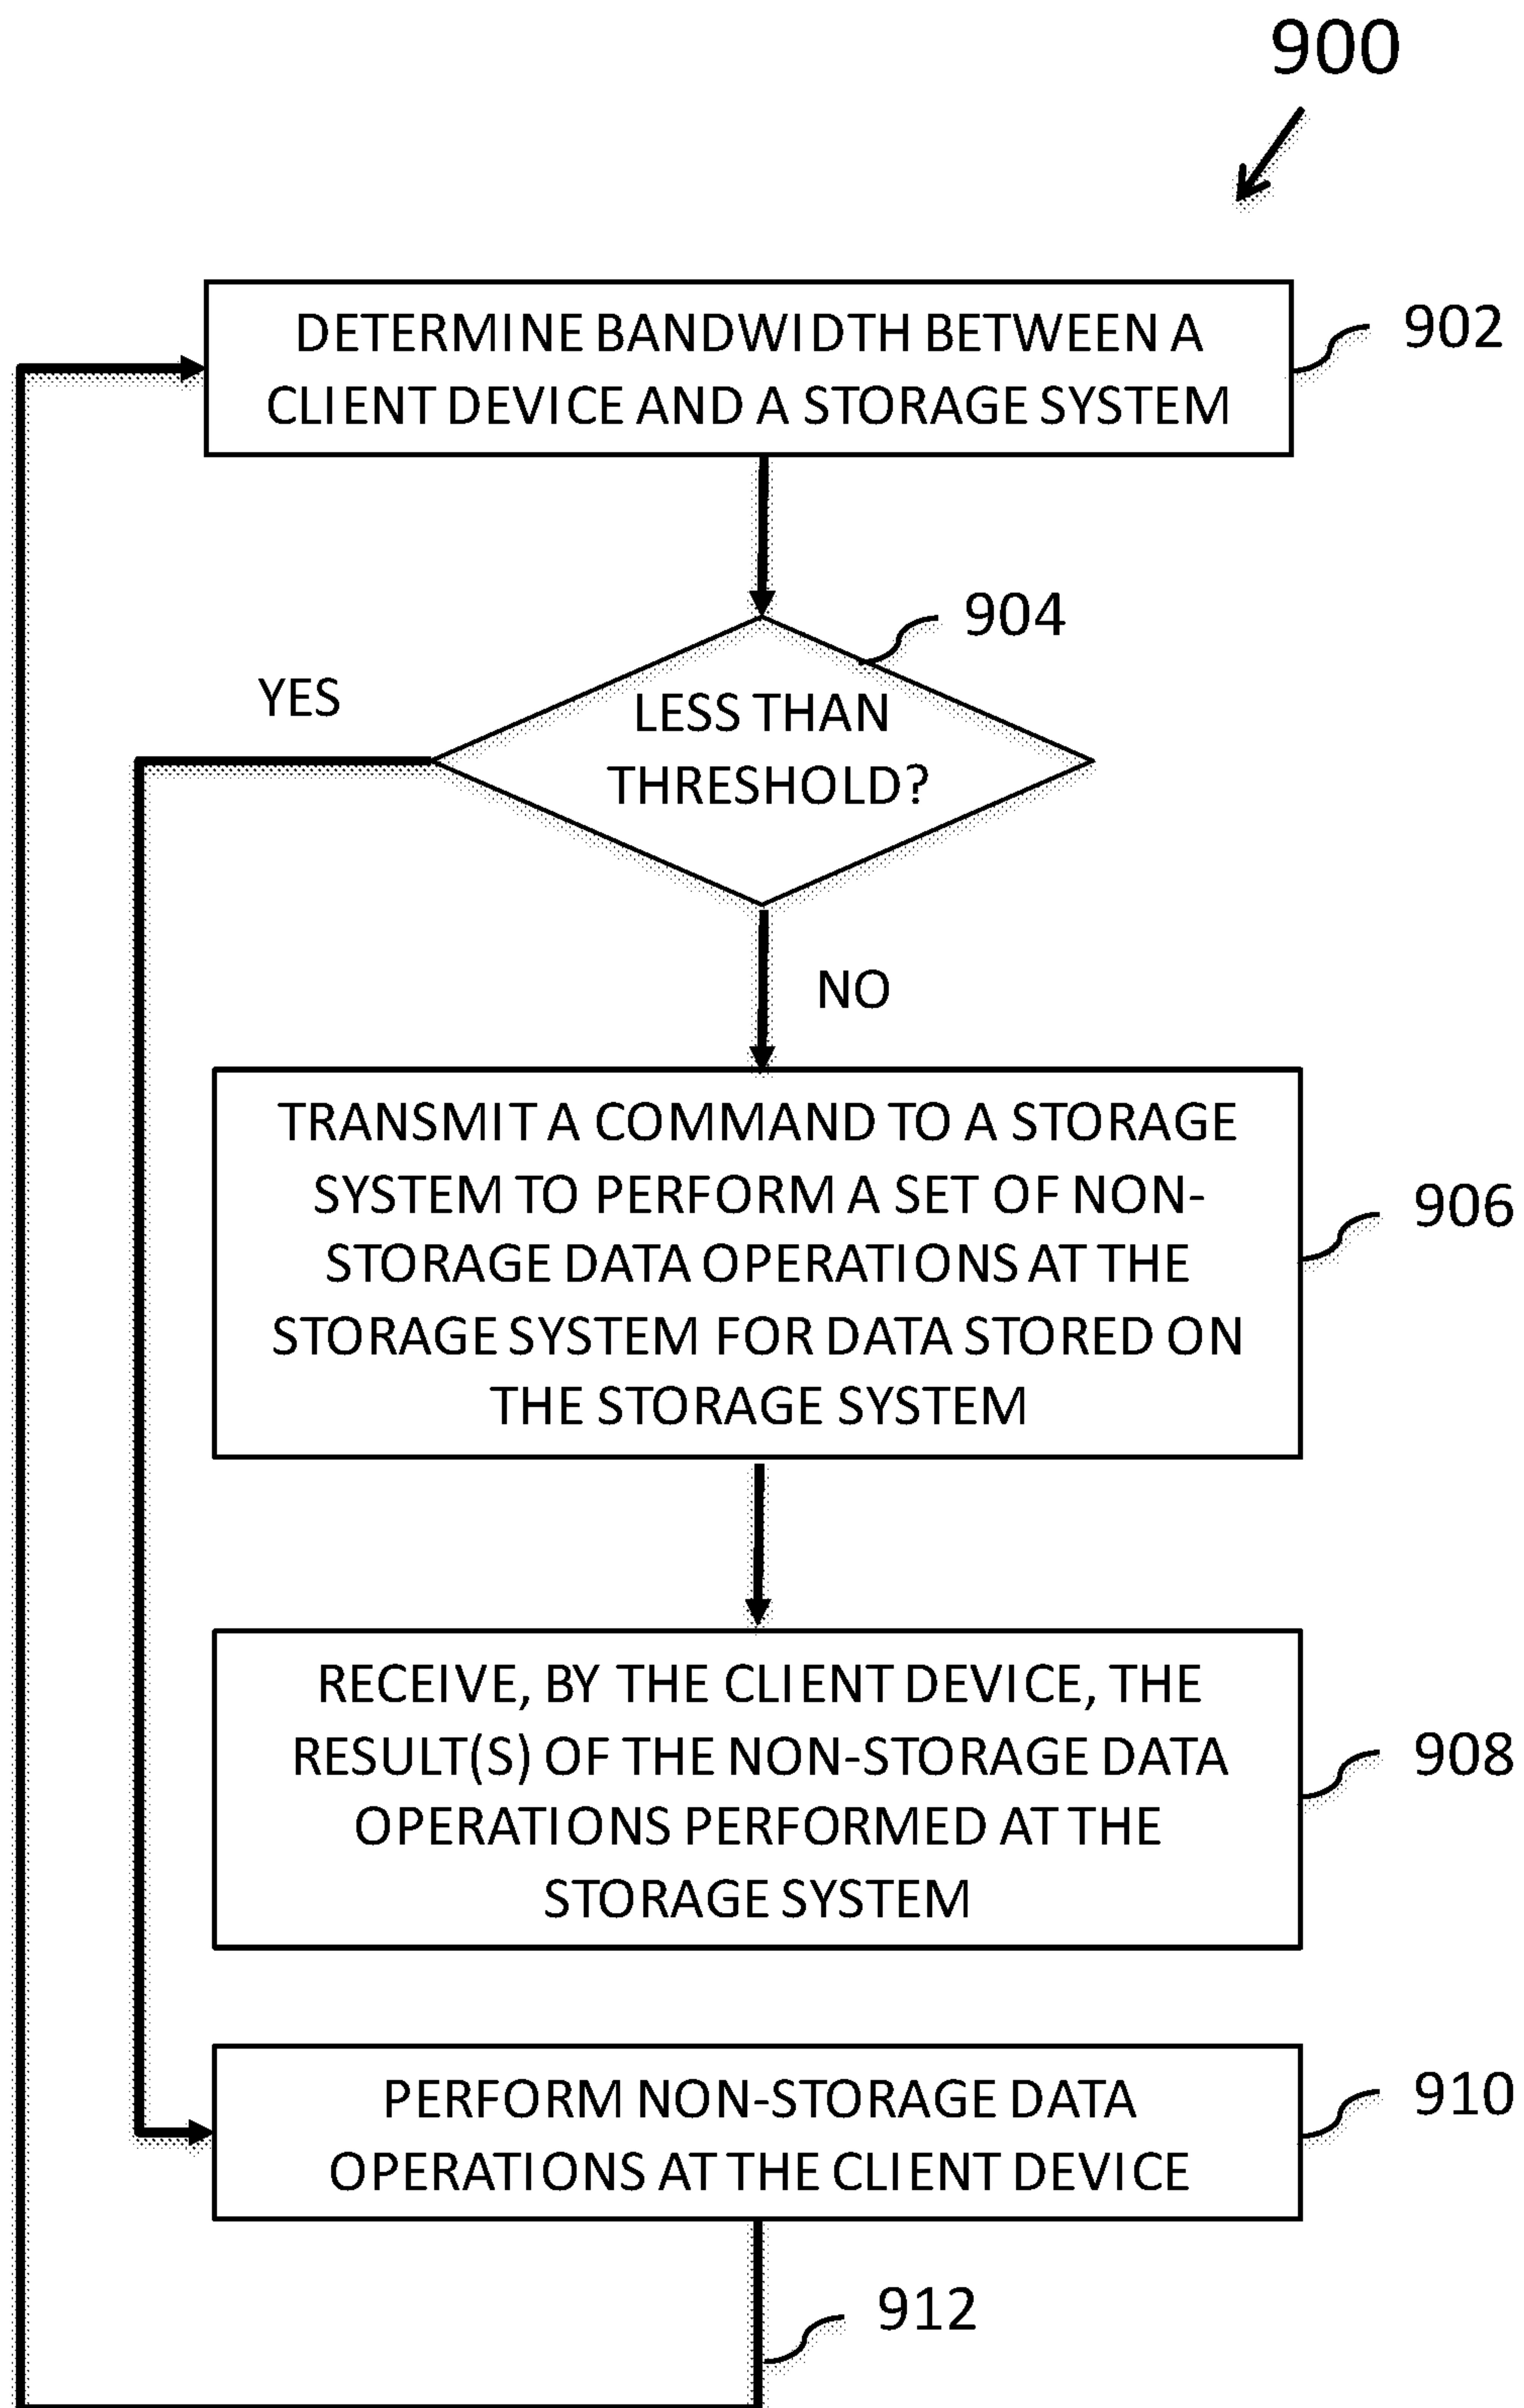 900
DETERMINE BANDWIDTH BETWEEN A
CLIENT DEVICE AND A STORAGE SYSTEM
902
904
YES
LESS THAN
THRESHOLD?
NO
TRANSMIT A COMMAND TO A STORAGE
SYSTEM TO PERFORM A SET OF NON-
STORAGE DATA OPERATIONS AT THE
STORAGE SYSTEM FOR DATA STORED ON
THE STORAGE SYSTEM
906
RECEIVE, BY THE CLIENT DEVICE, THE
RESULT(S) OF THE NON-STORAGE DATA
OPERATIONS PERFORMED AT THE
STORAGE SYSTEM
908
PERFORM NON-STORAGE DATA
OPERATIONS AT THE CLIENT DEVICE
910
912